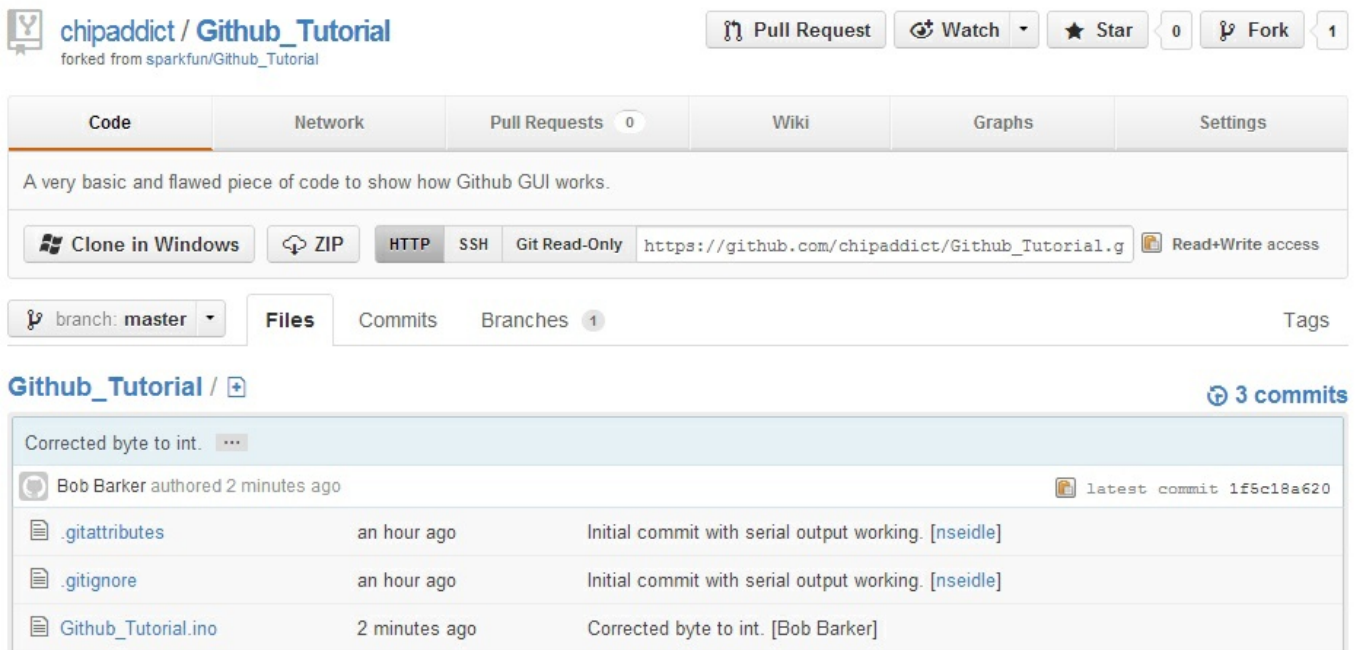 chipaddict / Github_Tutorial
forked from sparkfun/Github_Tutorial
Pull Request Watch Star 0 Fork 1
Code Network Pull Requests 0 Wiki Graphs Settings
A very basic and flawed piece of code to show how Github GUI works.
Clone in Windows ZIP HTTP SSH Git Read-Only https://github.com/chipaddict/Github_Tutorial.g Read+Write access
branch: master Files Commits Branches 1 Tags
Github_Tutorial /
3 commits
Corrected byte to int. ...
Bob Barker authored 2 minutes ago latest commit 1f5c18a620
.gitattributes an hour ago Initial commit with serial output working. [nseidle]
.gitignore an hour ago Initial commit with serial output working. [nseidle]
Github_Tutorial.ino 2 minutes ago Corrected byte to int. [Bob Barker]